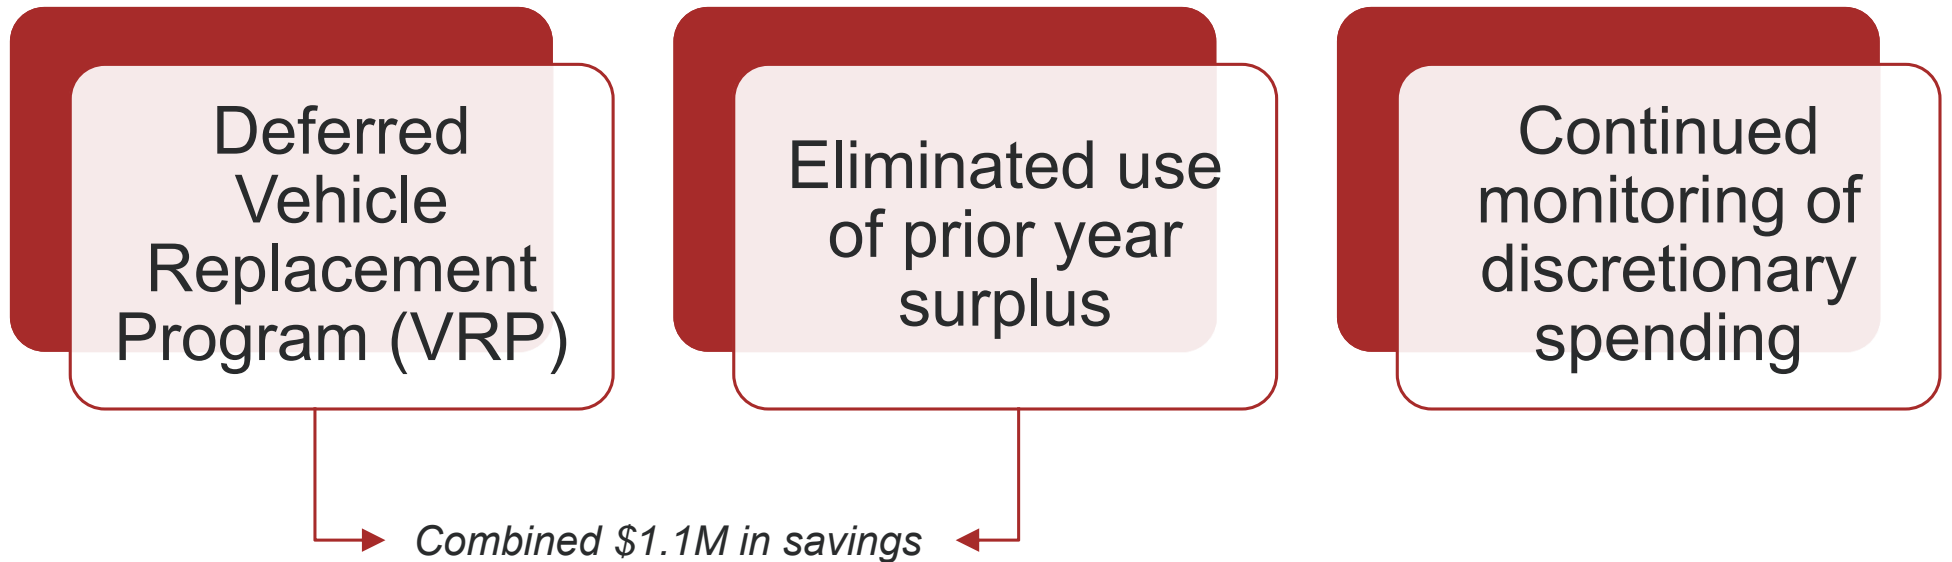 Deferred
Vehicle
Replacement
Program (VRP)
Eliminated use
of prior year
surplus
Continued
monitoring of
discretionary
spending
Combined $1.1M in savings